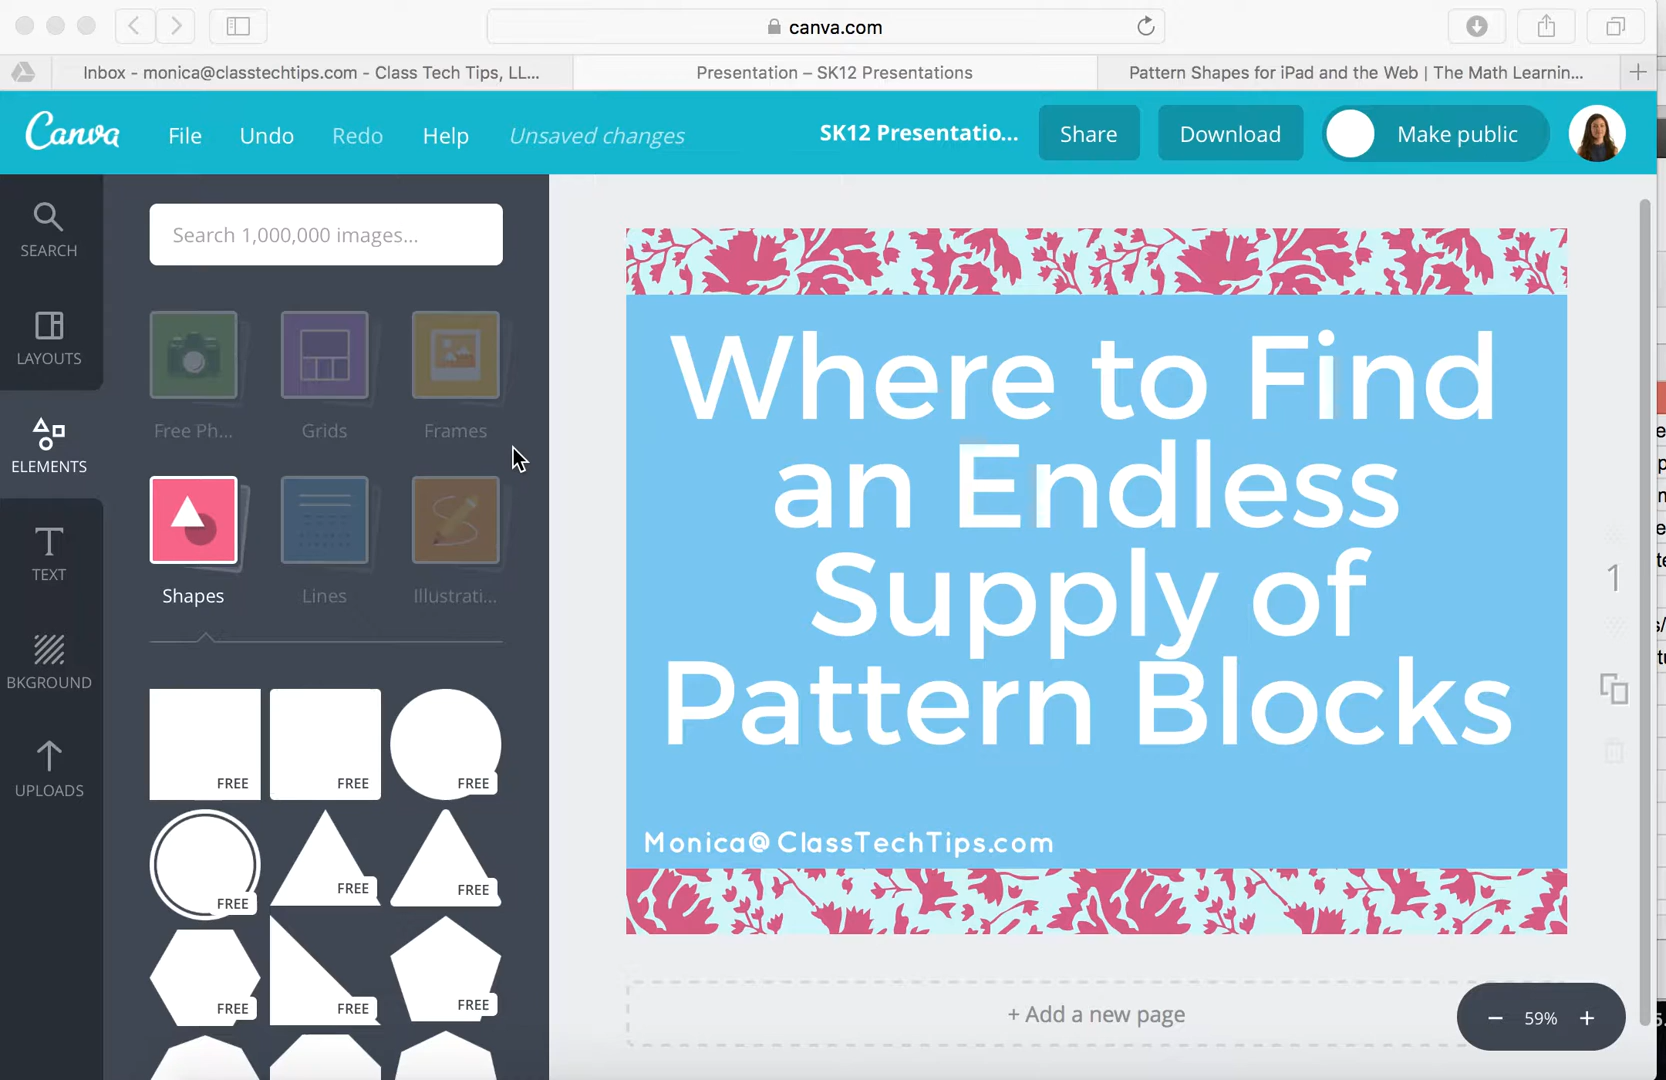 canva.com
Inbox - monica@classtechtips.com - Class Tech Tips, LL...
Presentation – SK12 Presentations
Pattern Shapes for iPad and the Web | The Math Learnin...
Canva
File
Undo
Redo
Help
Unsaved changes
SK12 Presentatio...
Share
Download
Make public
SEARCH
LAYOUTS
ELEMENTS
TEXT
BKGROUND
UPLOADS
Search 1,000,000 images...
Free Ph...
Grids
Frames
Shapes
Lines
Illustrati...
FREE
FREE
FREE
FREE
FREE
FREE
FREE
FREE
FREE
Where to Find
an Endless
Supply of
Pattern Blocks
Monica@ClassTechTips.com
1
+ Add a new page
59%